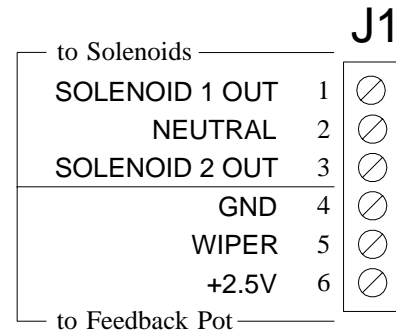 J1
to Solenoids
SOLENOID 1 OUT 1
NEUTRAL 2
SOLENOID 2 OUT 3
GND 4
WIPER 5
+2.5V 6
to Feedback Pot